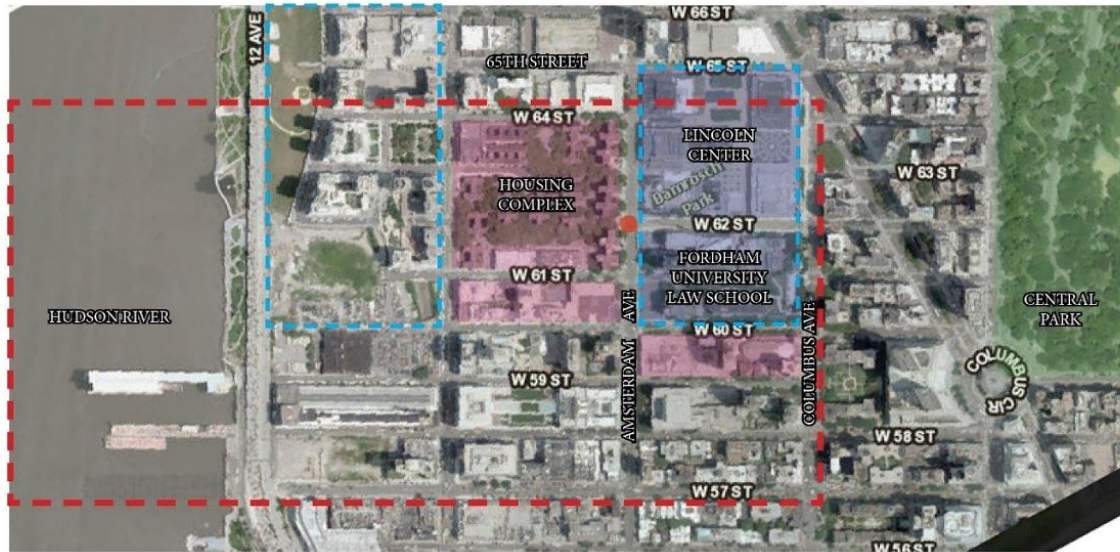 W 66 ST
12 AVE
65TH STREET
W 65 ST
W 64 ST
LINCOLN
CENTER
W 63 ST
HOUSING
COMPLEX
Damrosch
Park
W 62 ST
FORDHAM
UNIVERSITY
LAW SCHOOL
W 61 ST
HUDSON RIVER
AMSTERDAM AVE
COLUMBUS AVE
CENTRAL
PARK
W 60 ST
COLUMBUS CIR
W 59 ST
W 58 ST
W 57 ST
W 56 ST